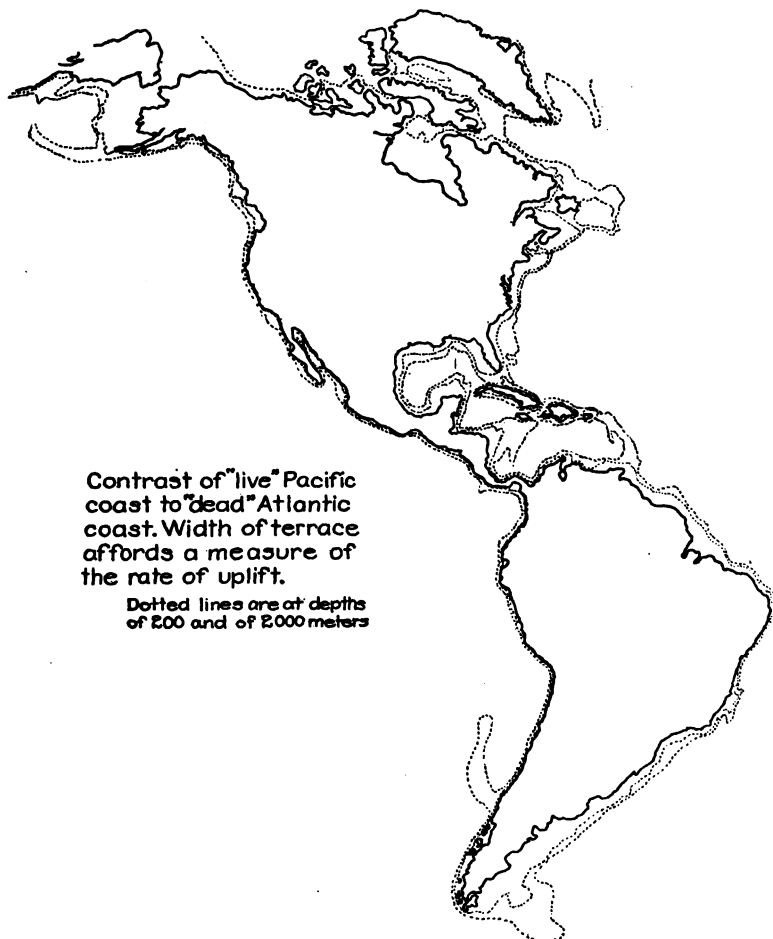 Contrast of "live" Pacific
coast to "dead" Atlantic
coast. Width of terrace
affords a measure of
the rate of uplift.
Dotted lines are at depths
of 200 and of 2000 meters